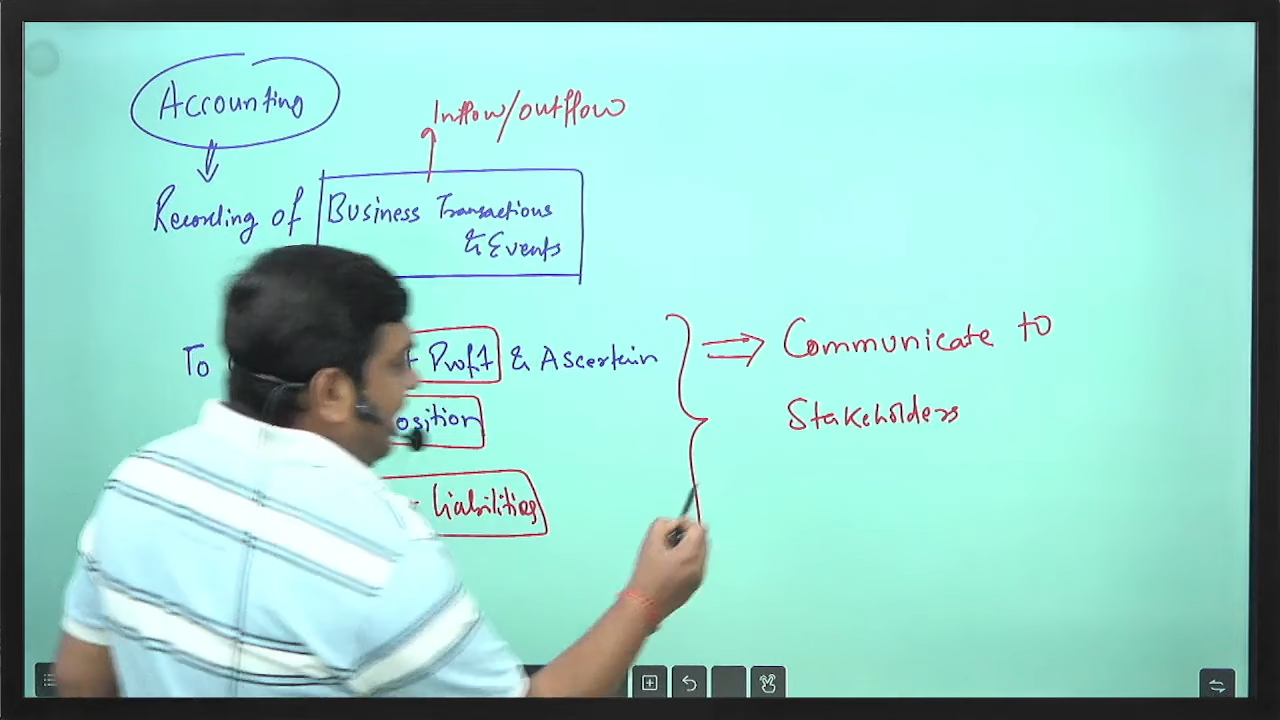 Accounting
Inflow/outflow
Recording of Business Transactions
& Events
To Profit & Ascertain
osition
Liabilities
Communicate to
Stakeholders